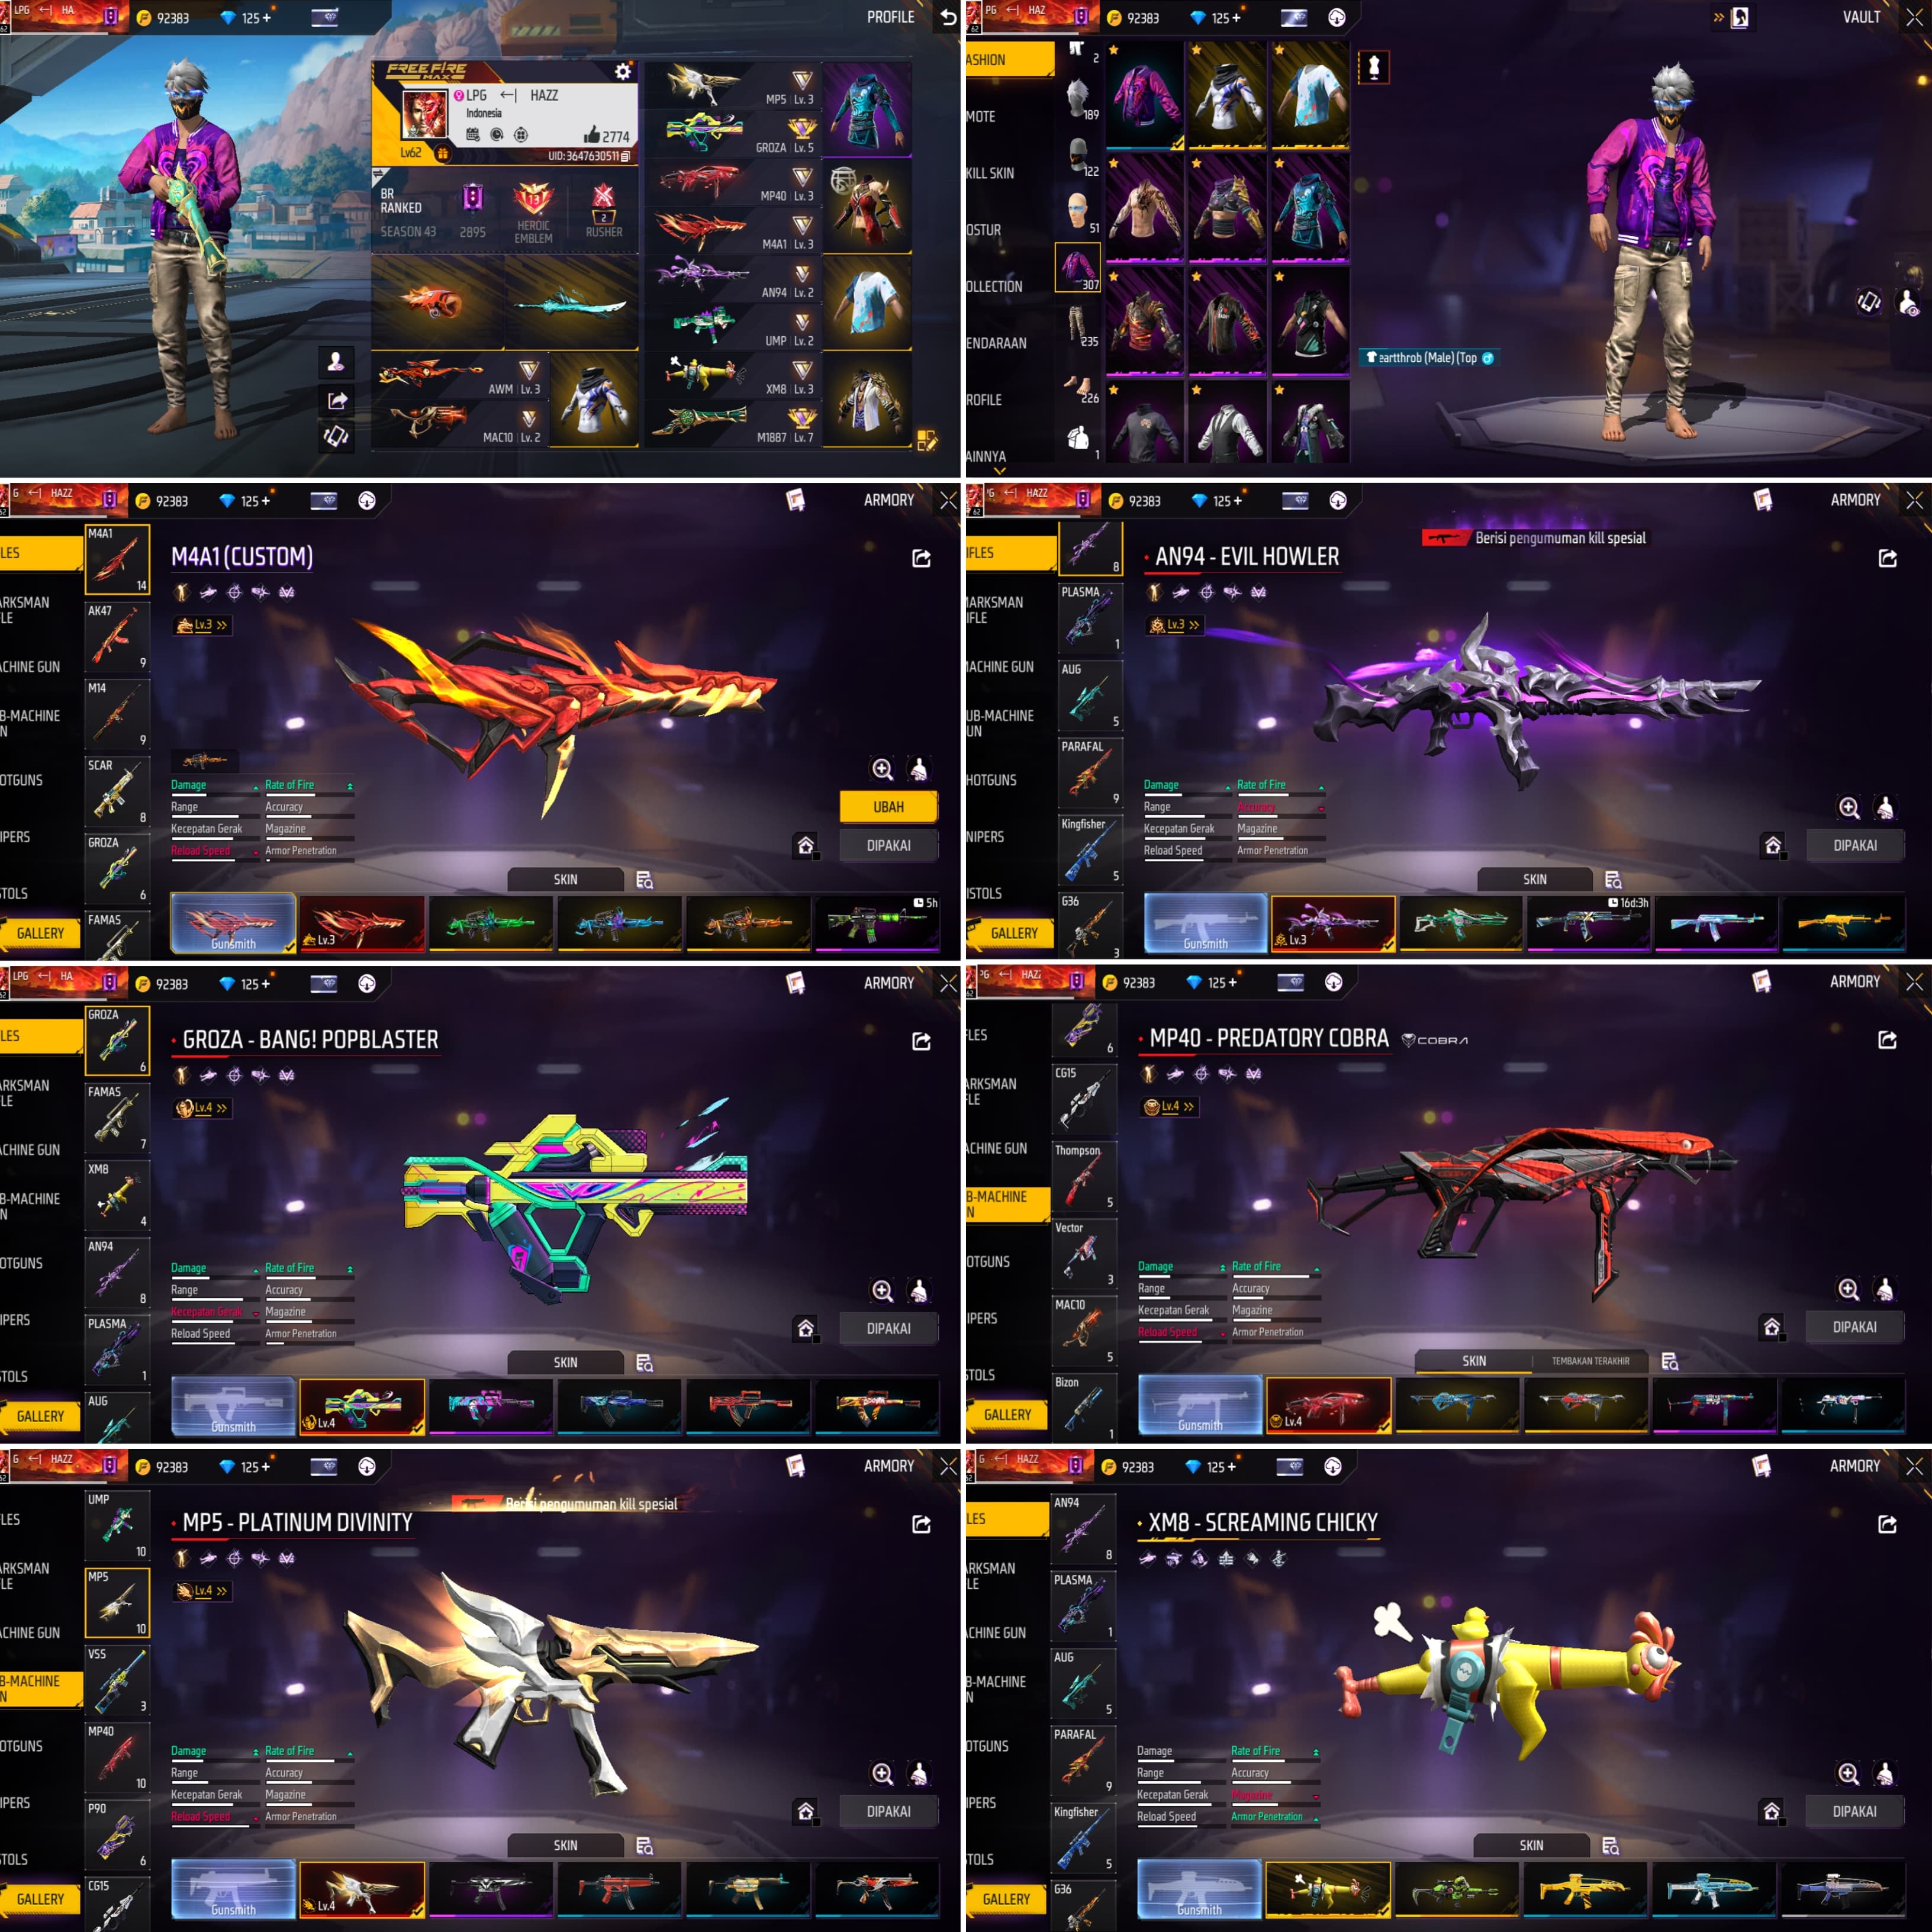 LPG ←| HA.
62
92383
125 +
PROFILE
FREE FIRE
MAX
LPG ←| HAZZ
Indonesia
2774
Lv62
UID:3647630511
BR
RANKED
SEASON 43
2895
13
HEROIC
EMBLEM
2
RUSHER
AWM Lv. 3
MAC10 Lv. 2
MP5 Lv. 3
GROZA Lv. 5
MP40 Lv. 3
M4A1 Lv. 3
AN94 Lv. 2
UMP Lv. 2
XM8 Lv. 3
M1887 Lv. 7
PG ←| HAZ
62
92383
125 +
VAULT
ASHION
MOTE
KILL SKIN
OSTUR
OLLECTION
ENDARAAN
ROFILE
AINNYA
2
189
122
51
307
235
226
1
eartthrob (Male) (Top
G ←| HAZZ
62
92383
125 +
ARMORY
LES
ARKSMAN
LE
ACHINE GUN
B-MACHINE
N
OTGUNS
IPERS
TOLS
GALLERY
M4A1
14
AK47
9
M14
9
SCAR
8
GROZA
6
FAMAS
M4A1 (CUSTOM)
Lv.3 >>
Damage
Rate of Fire
Range
Accuracy
Kecepatan Gerak
Magazine
Reload Speed
Armor Penetration
UBAH
DIPAKAI
SKIN
Gunsmith
Lv.3
5h
PG ←| HAZZ
62
92383
125 +
ARMORY
IFLES
MARKSMAN
IFLE
MACHINE GUN
UB-MACHINE
UN
HOTGUNS
NIPERS
ISTOLS
GALLERY
8
PLASMA
1
AUG
5
PARAFAL
9
Kingfisher
5
G36
3
Berisi pengumuman kill spesial
AN94 - EVIL HOWLER
Lv.3 >>
Damage
Rate of Fire
Range
Accuracy
Kecepatan Gerak
Magazine
Reload Speed
Armor Penetration
DIPAKAI
SKIN
Gunsmith
Lv.3
16d:3h
LPG ←| HA.
62
92383
125 +
ARMORY
LES
ARKSMAN
LE
ACHINE GUN
B-MACHINE
N
OTGUNS
IPERS
TOLS
GALLERY
GROZA
6
FAMAS
7
XM8
4
AN94
8
PLASMA
1
AUG
GROZA - BANG! POPBLASTER
Lv.4 >>
Damage
Rate of Fire
Range
Accuracy
Kecepatan Gerak
Magazine
Reload Speed
Armor Penetration
DIPAKAI
SKIN
Gunsmith
Lv.4
PG ←| HAZZ
62
92383
125 +
ARMORY
LES
ARKSMAN
LE
ACHINE GUN
B-MACHINE
N
OTGUNS
IPERS
TOLS
GALLERY
6
CG15
Thompson
5
Vector
3
MAC10
5
Bizon
1
MP40 - PREDATORY COBRA
COBRA
Lv.4 >>
Damage
Rate of Fire
Range
Accuracy
Kecepatan Gerak
Magazine
Reload Speed
Armor Penetration
DIPAKAI
SKIN
TEMBAKAN TERAKHIR
Gunsmith
Lv.4
G ←| HAZZ
62
92383
125 +
ARMORY
LES
ARKSMAN
LE
ACHINE GUN
B-MACHINE
N
OTGUNS
IPERS
TOLS
GALLERY
UMP
10
MP5
10
VSS
3
MP40
10
P90
6
CG15
Berisi pengumuman kill spesial
MP5 - PLATINUM DIVINITY
Lv.4 >>
Damage
Rate of Fire
Range
Accuracy
Kecepatan Gerak
Magazine
Reload Speed
Armor Penetration
DIPAKAI
SKIN
Gunsmith
Lv.4
G ←| HAZZ
62
92383
125 +
ARMORY
LES
ARKSMAN
LE
ACHINE GUN
B-MACHINE
N
OTGUNS
IPERS
TOLS
GALLERY
AN94
8
PLASMA
1
AUG
5
PARAFAL
9
Kingfisher
5
G36
XM8 - SCREAMING CHICKY
Damage
Rate of Fire
Range
Accuracy
Kecepatan Gerak
Magazine
Reload Speed
Armor Penetration
DIPAKAI
SKIN
Gunsmith